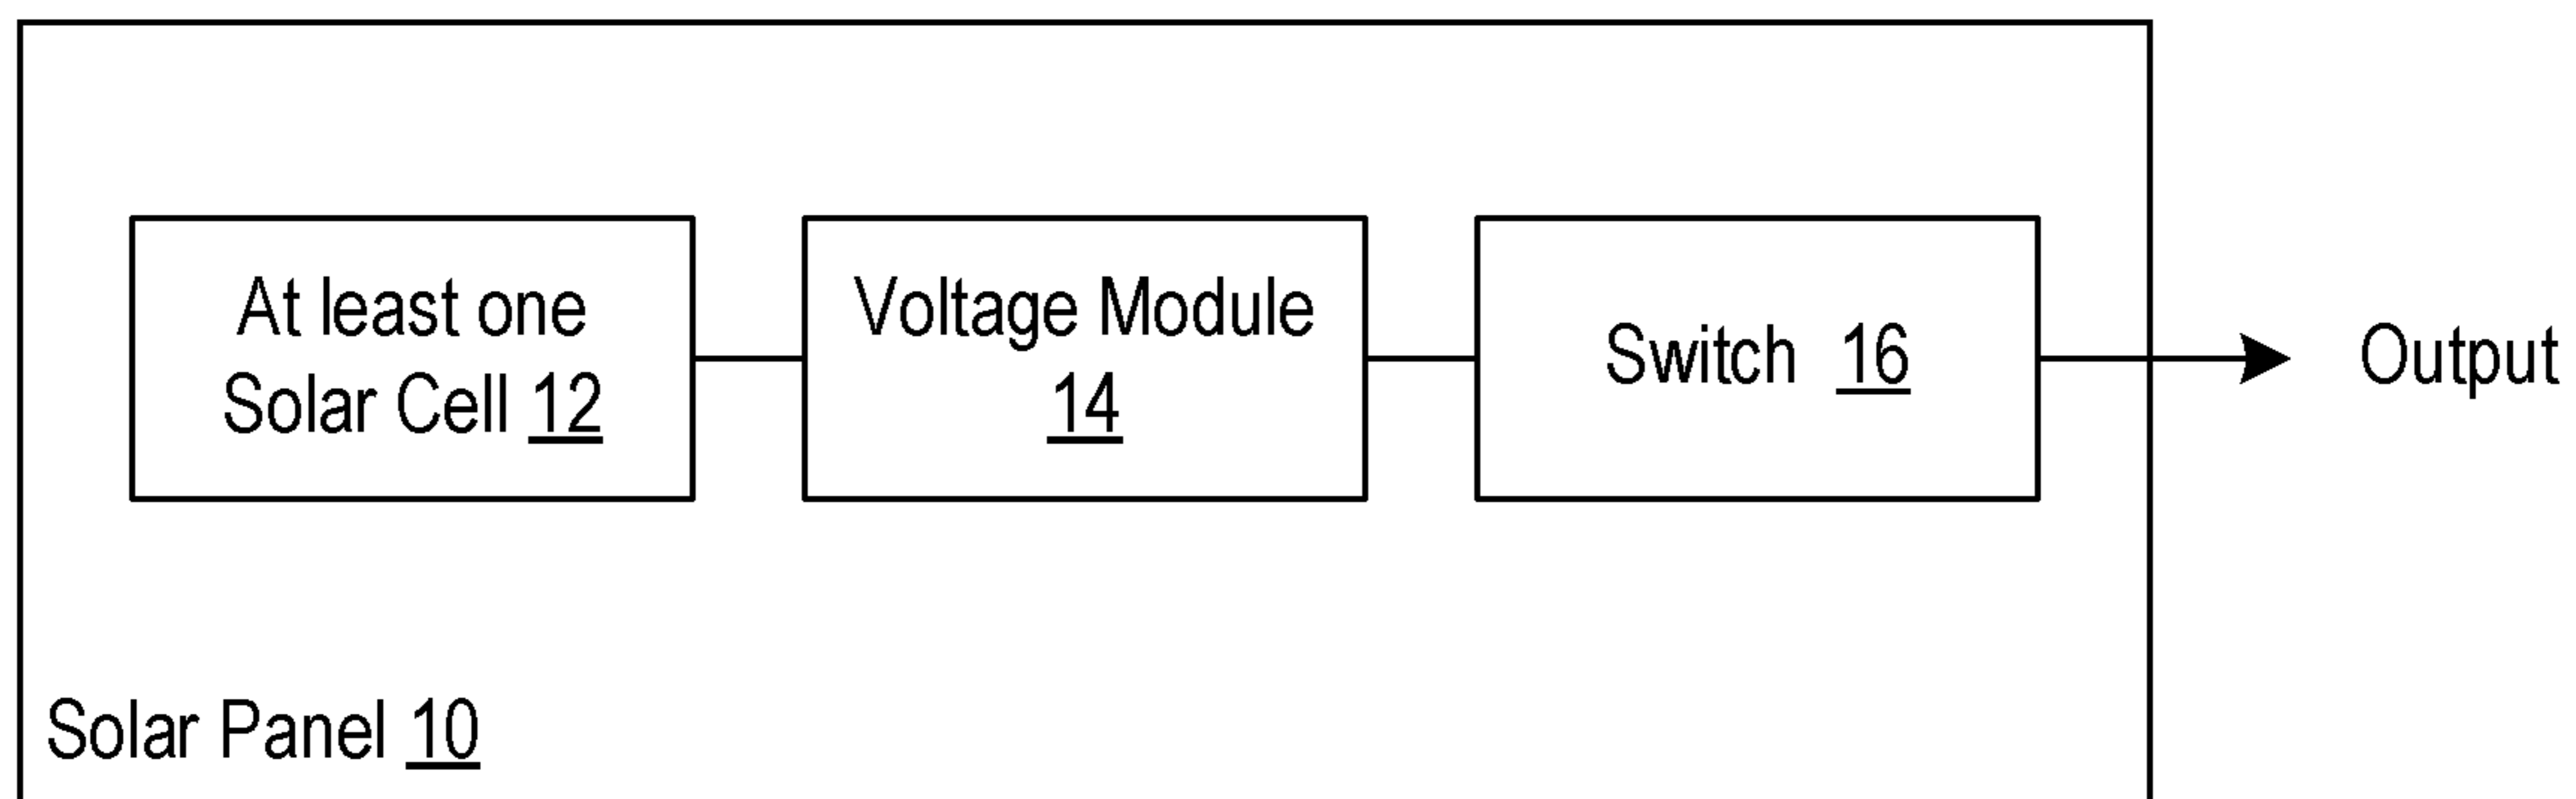 At least one
Solar Cell 12
Voltage Module
14
Switch 16
Output
Solar Panel 10